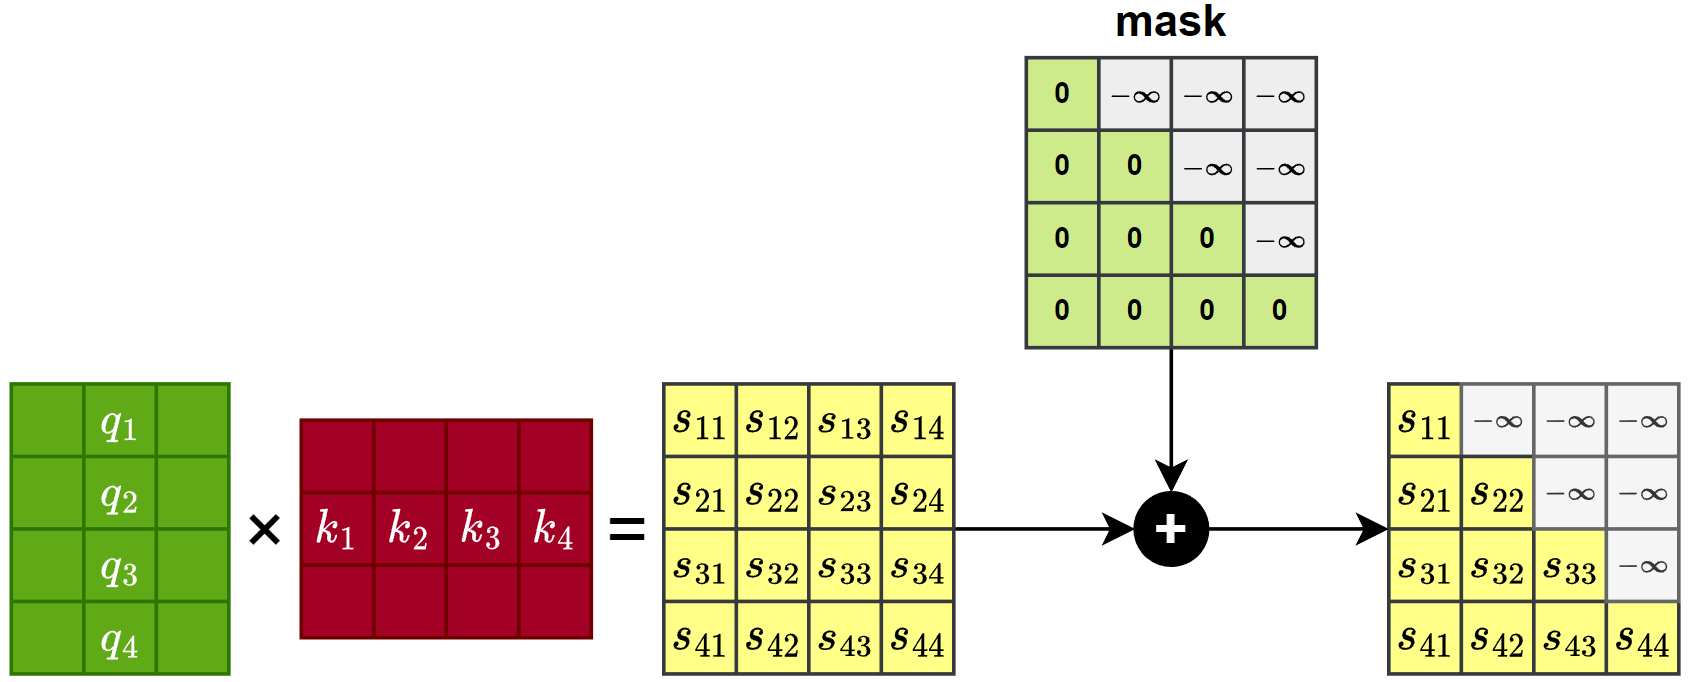 mask
0 −∞ −∞ −∞
0 0 −∞ −∞
0 0 0 −∞
0 0 0 0
q1
q2
q3
q4
×
k1 k2 k3 k4
=
s11 s12 s13 s14
s21 s22 s23 s24
s31 s32 s33 s34
s41 s42 s43 s44
+
s11 −∞ −∞ −∞
s21 s22 −∞ −∞
s31 s32 s33 −∞
s41 s42 s43 s44